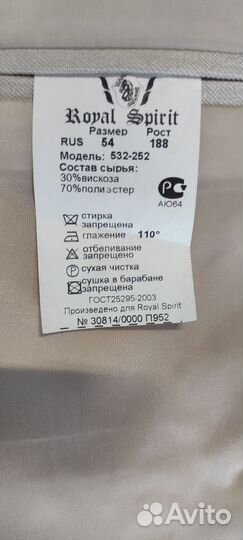 Royal Spirit
Размер Рост
RUS 54 188
Модель: 532-252
Состав сырья:
30%вискоза
70%полиэстер
РС
АЮ64
стирка
запрещена
глажение 110°
отбеливание
запрещено
P сухая чистка
сушка в барабане
запрещена
ГОСТ25295-2003
Произведено для Royal Spirit
№ 30814/0000 П952
Avito